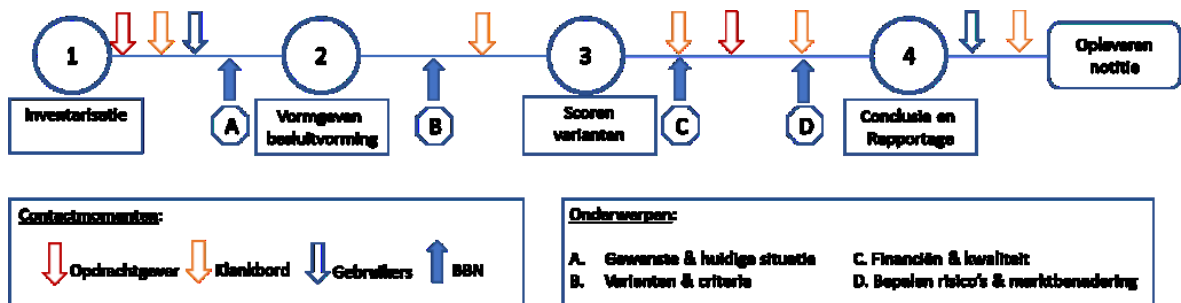 1
2
3
4
Opleveren
notitie
Inventarisatie
A
Vormgeven
besluitvorming
B
Scoren
varianten
C
D
Conclusie en
Rapportage
Contactmomenten:
Opdrachtgever
Klankbord
Gebruikers
BBN
Onderwerpen:
A. Gewenste & huidige situatie
C. Financiën & kwaliteit
B. Varianten & criteria
D. Bepalen risico's & marktbenadering